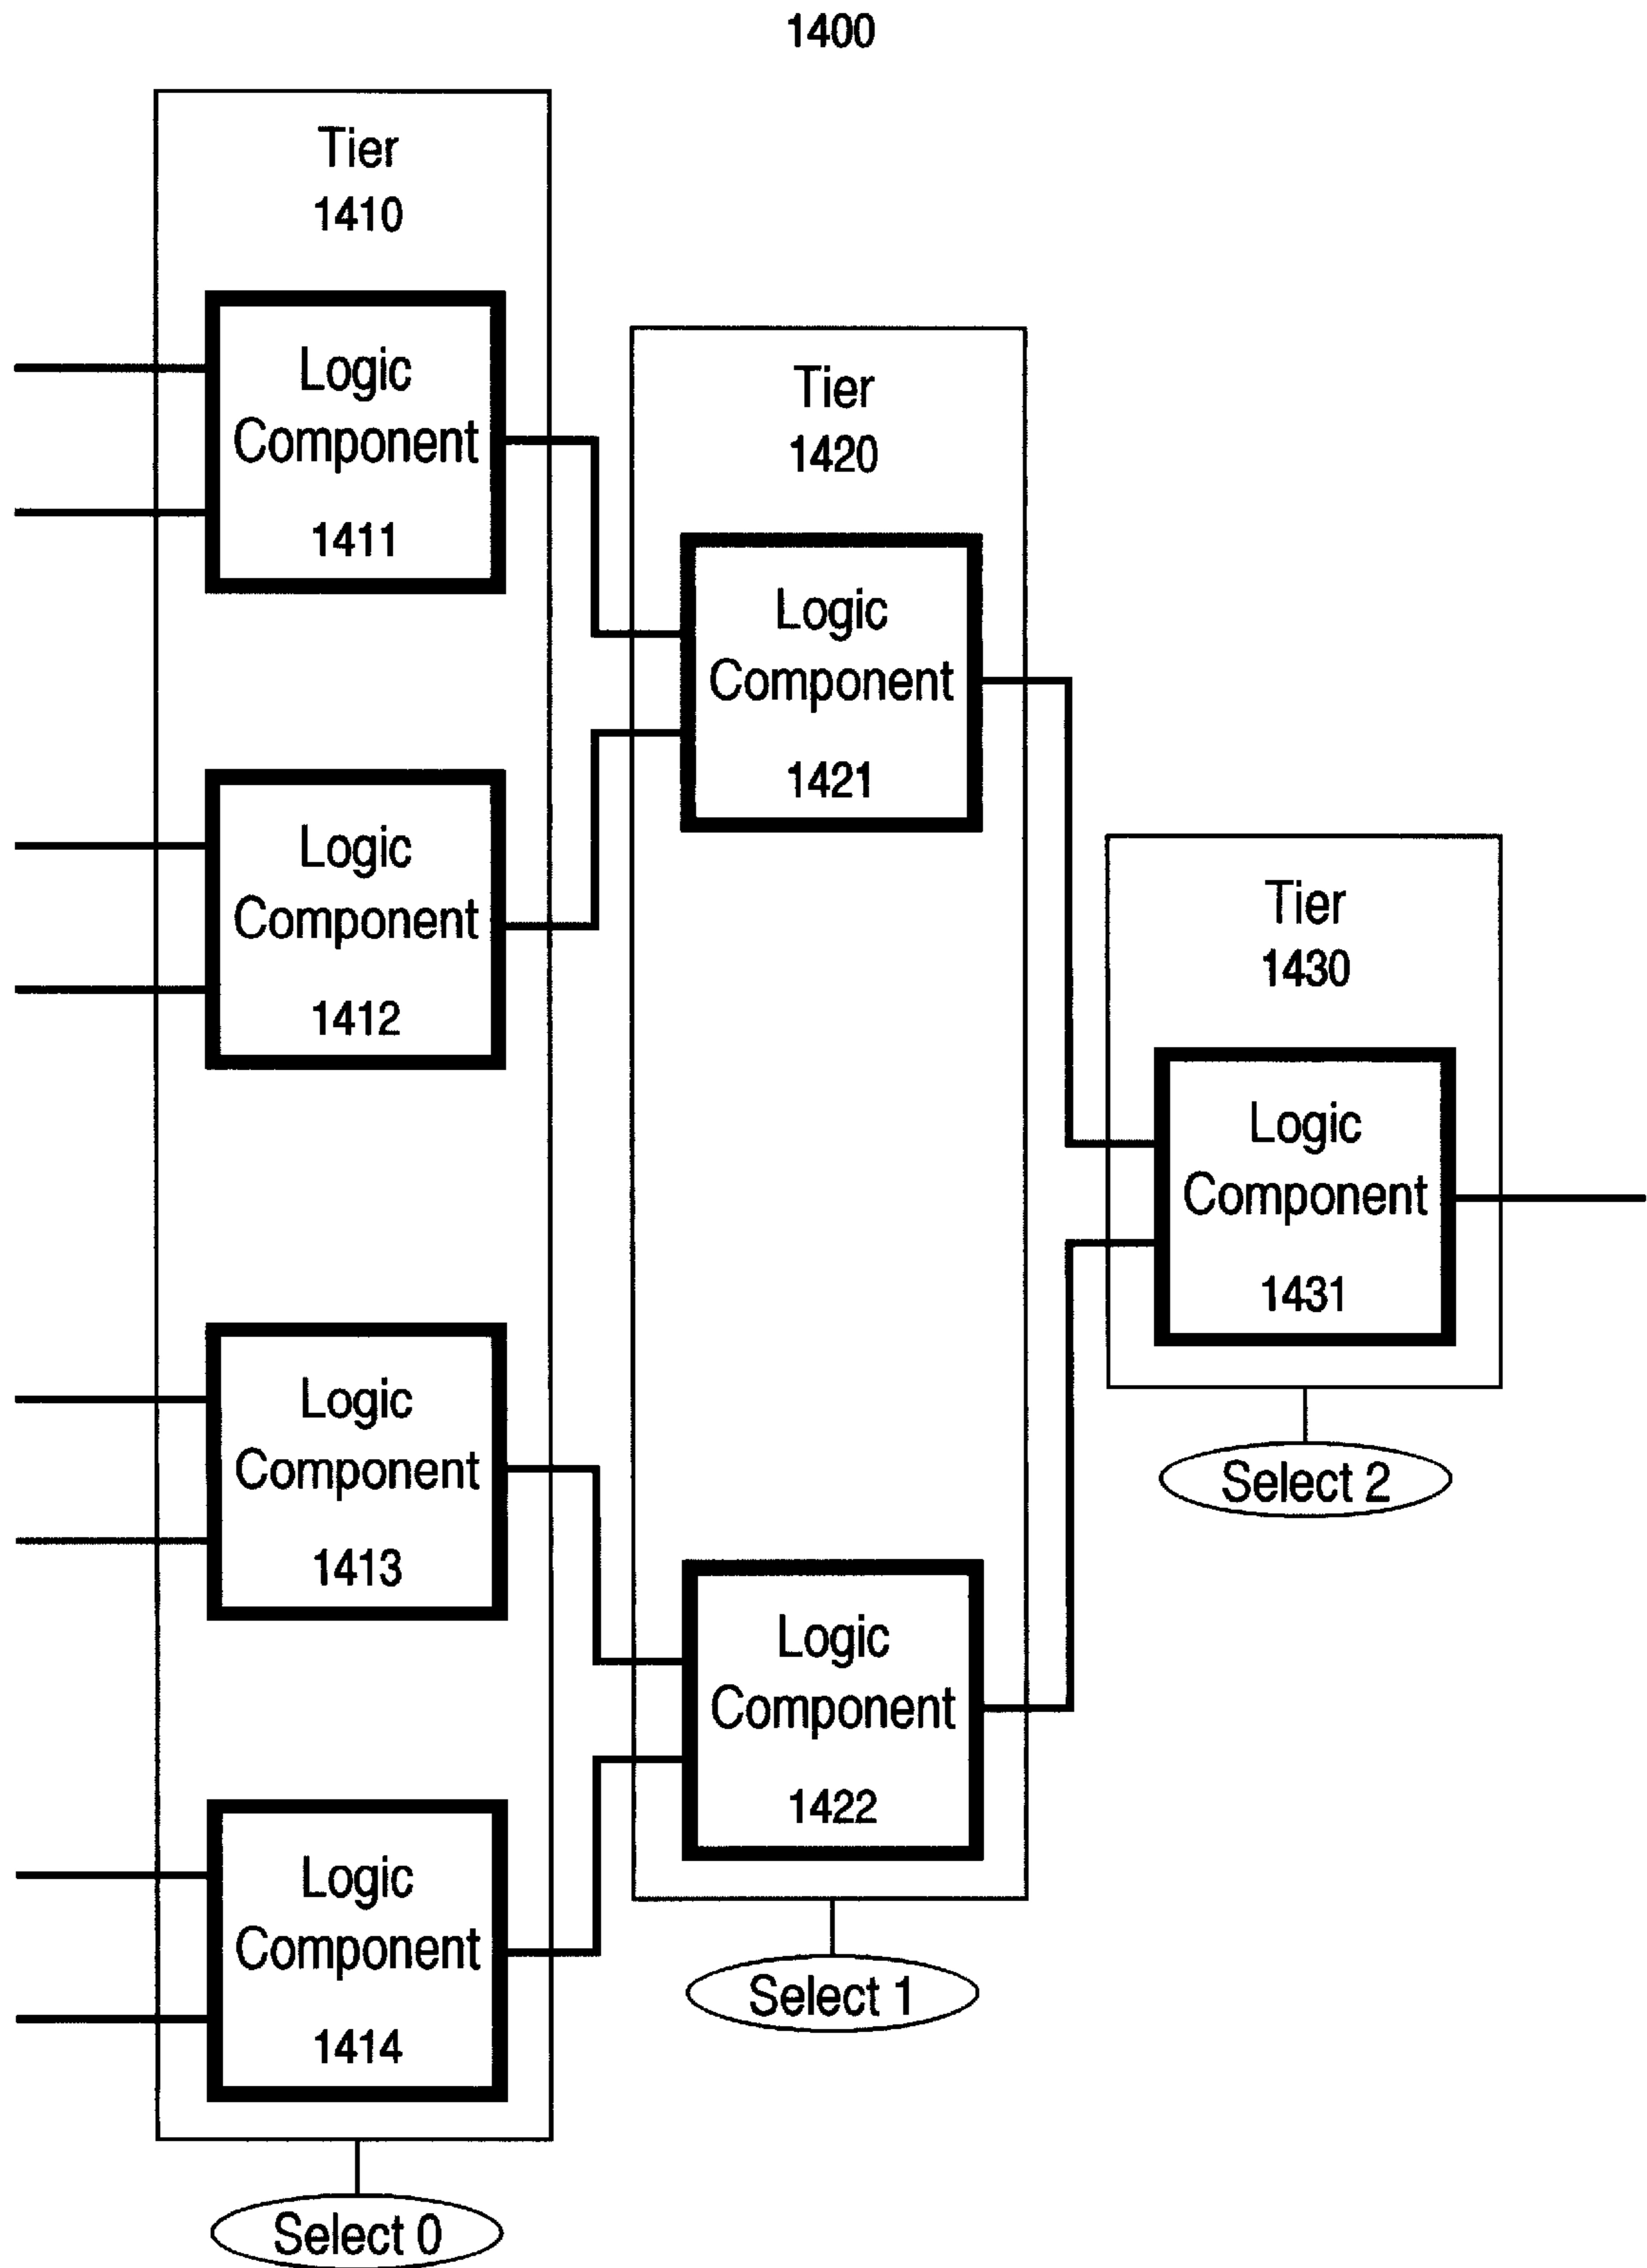 1400
Tier
1410
Logic
Component
1411
Logic
Component
1412
Logic
Component
1413
Logic
Component
1414
Select 0
Tier
1420
Logic
Component
1421
Logic
Component
1422
Select 1
Tier
1430
Logic
Component
1431
Select 2